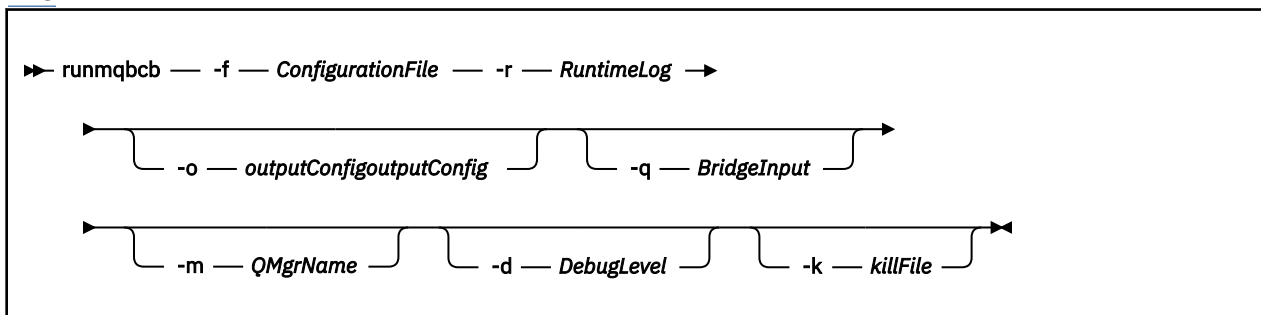 runmqbcb -f ConfigurationFile -r RuntimeLog
-o outputConfigoutputConfig -q BridgeInput
-m QMgrName -d DebugLevel -k killFile